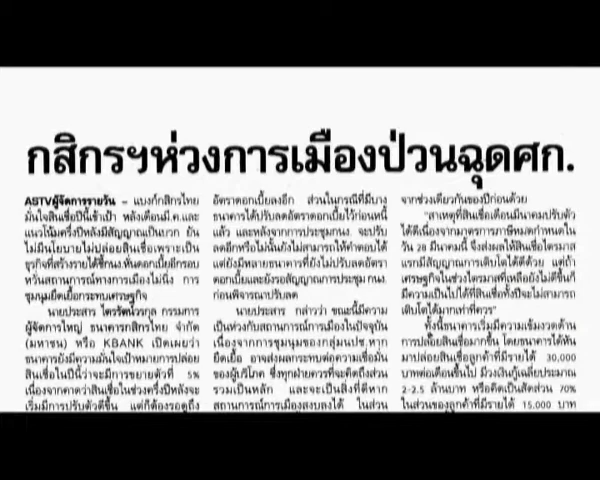 กสิกรฯห่วงการเมืองป่วนฉุดศก.
ASTVผู้จัดการรายวัน – แบงก์กสิกรไทย
มั่นใจสินเชื่อปีนี้เข้าเป้า หลังเดือนมี.ค.และ
แนวโน้มครึ่งปีหลังมีสัญญาณเป็นบวก ยัน
ไม่มีนโยบายไม่ปล่อยสินเชื่อเพราะเป็น
ธุรกิจที่สร้างรายได้ชี้กนง.หั่นดอกเบี้ยอีกรอบ
หวั่นสถานการณ์ทางการเมืองไม่นิ่ง การ
ชุมนุมยืดเยื้อกระทบเศรษฐกิจ
นายประสาร ไตรรัตน์วรกุล กรรมการ
ผู้จัดการใหญ่ ธนาคารกสิกรไทย จำกัด
(มหาชน) หรือ KBANK เปิดเผยว่า
ธนาคารยังมีความมั่นใจเป้าหมายการปล่อย
สินเชื่อในปีนี้ว่าจะมีการขยายตัวที่ 5%
เนื่องจากคาดว่าสินเชื่อในช่วงครึ่งปีหลังจะ
เริ่มมีการปรับตัวดีขึ้น แต่ก็ต้องรอดูถึง
อัตราดอกเบี้ยลงอีก ส่วนในกรณีที่มีบาง
ธนาคารได้ปรับลดอัตราดอกเบี้ยไว้ก่อนหนี้
แล้ว และหลังจากการประชุมกนง. จะปรับ
ลดอีกหรือไม่นั้นยังไม่สามารถให้คำตอบได้
แต่ยังมีหลายธนาคารที่ยังไม่ปรับลดอัตรา
ดอกเบี้ยและยังรอสัญญาณการประชุม กนง.
ก่อนพิจารณาปรับลด
นายประสาร กล่าวว่า ขณะนี้มีความ
เป็นห่วงกับสถานการณ์การเมืองในปัจจุบัน
เนื่องจากการชุมนุมของกลุ่มนปช.หาก
ยืดเยื้อ อาจส่งผลกระทบต่อความเชื่อมั่น
ของผู้บริโภค ซึ่งทุกฝ่ายควรที่จะคิดถึงส่วน
รวมเป็นหลัก และจะเป็นสิ่งที่ดีหาก
สถานการณ์การเมืองสงบลงได้ ในส่วน
จากช่วงเดียวกันของปีก่อนด้วย
"สาเหตุที่สินเชื่อเดือนมีนาคมปรับตัว
ได้ดีเนื่องจากมาตรการภาษีหมดกำหนดใน
วัน 28 มีนาคมนี้ จึงส่งผลให้สินเชื่อไตรมาส
แรกมีสัญญาณการเติบโตได้ดีด้วย แต่ถ้า
เศรษฐกิจในช่วงไตรมาสที่เหลือยังไม่ดีขึ้นก็
มีความเป็นไปได้ที่สินเชื่อทั้งปีจะไม่สามารถ
เติบโตได้มากเท่าที่ควร"
ทั้งนี้ธนาคารเริ่มมีความเข้มงวดด้าน
การปล่อยสินเชื่อมากขึ้น โดยธนาคารได้หัน
มาปล่อยสินเชื่อลูกค้าที่มีรายได้ 30,000
บาทต่อเดือนขึ้นไป มีวงเงินกู้เฉลี่ยประมาณ
2-2.5 ล้านบาท หรือคิดเป็นสัดส่วน 70%
ในส่วนของลูกค้าที่มีรายได้ 15,000 บาท